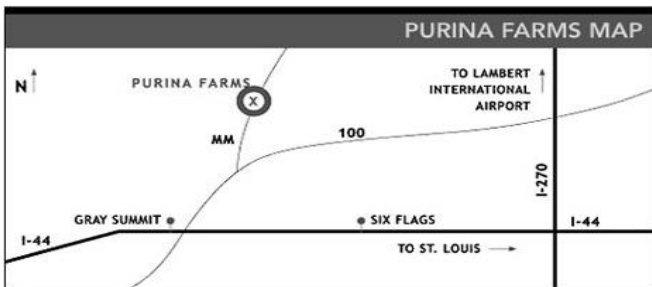 PURINA FARMS MAP
N
PURINA FARMS
X
TO LAMBERT
INTERNATIONAL
AIRPORT
MM
100
I-270
GRAY SUMMIT
SIX FLAGS
I-44
I-44
TO ST. LOUIS